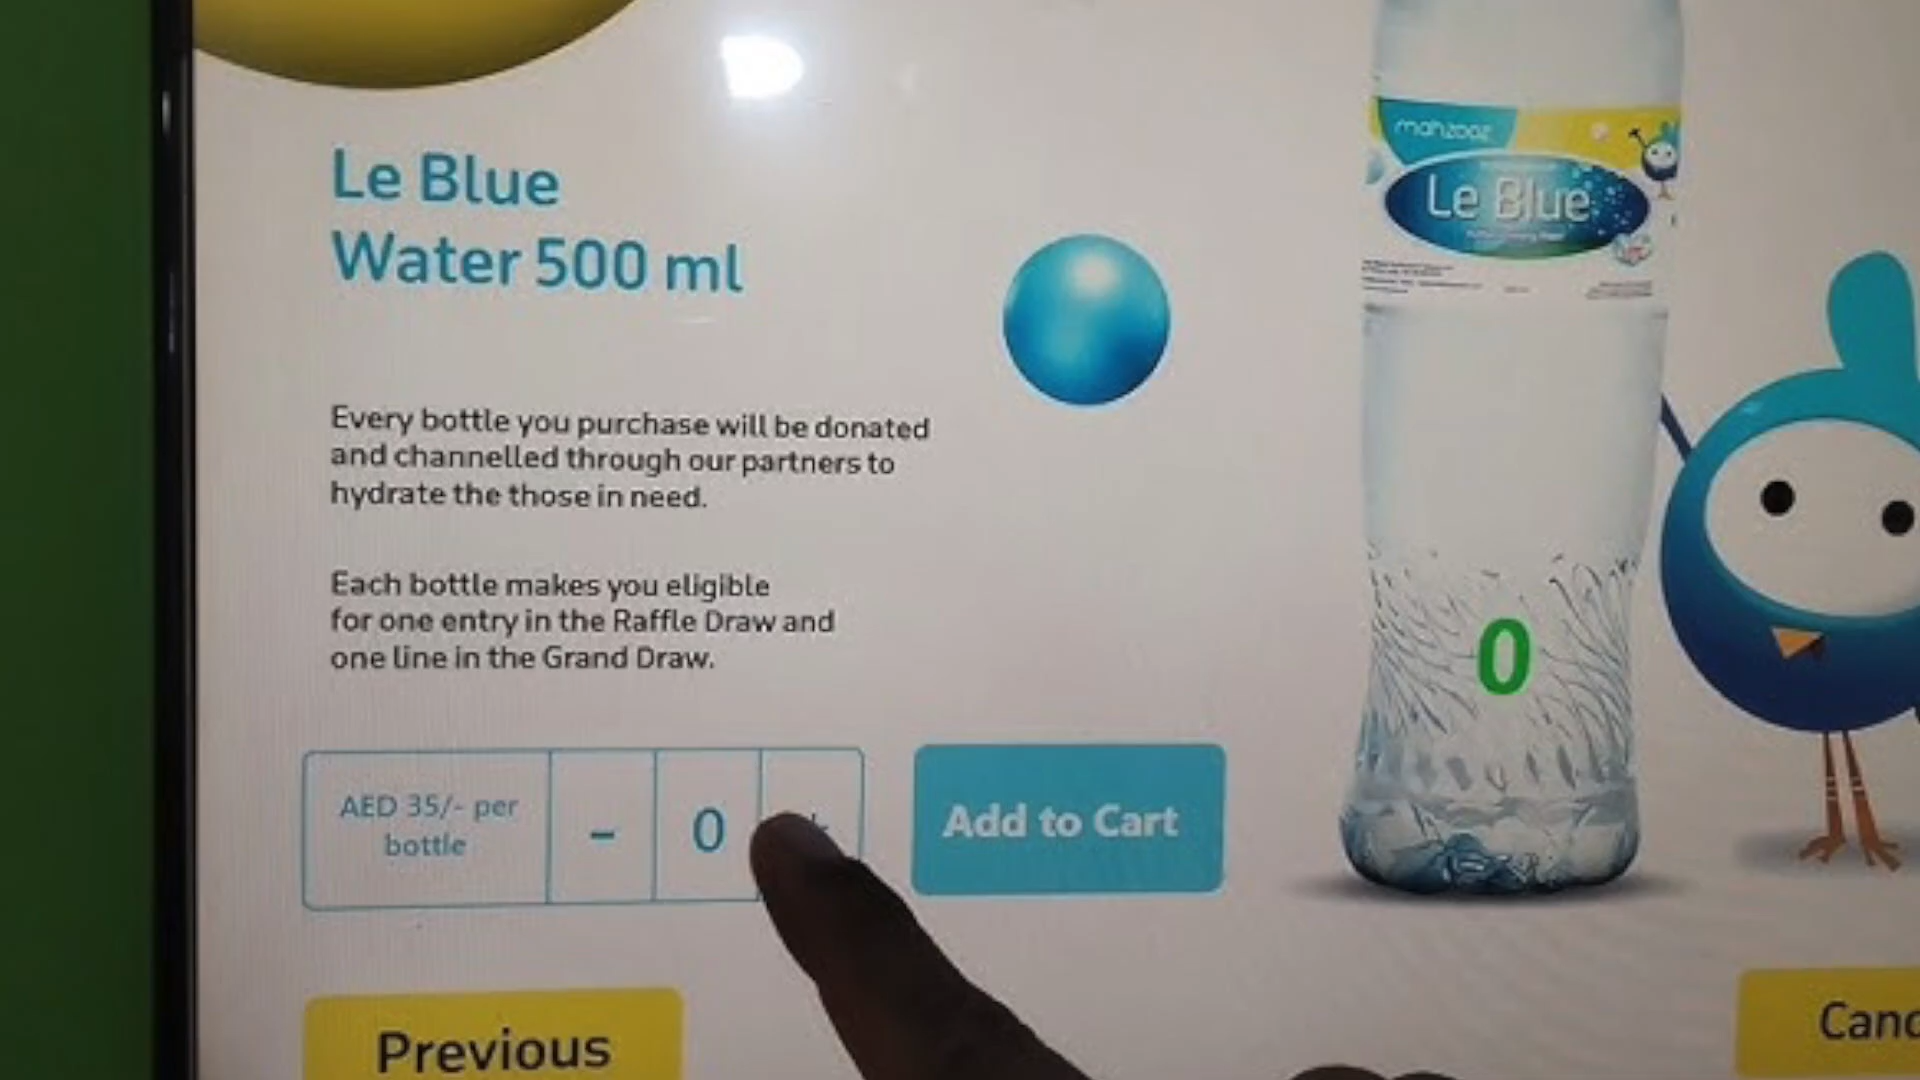 Le Blue
Water 500 ml
Every bottle you purchase will be donated
and channelled through our partners to
hydrate the those in need.
Each bottle makes you eligible
for one entry in the Raffle Draw and
one line in the Grand Draw.
AED 35/- per
bottle
-
0
Add to Cart
Previous
mahzooz
Le Blue
0
Canc